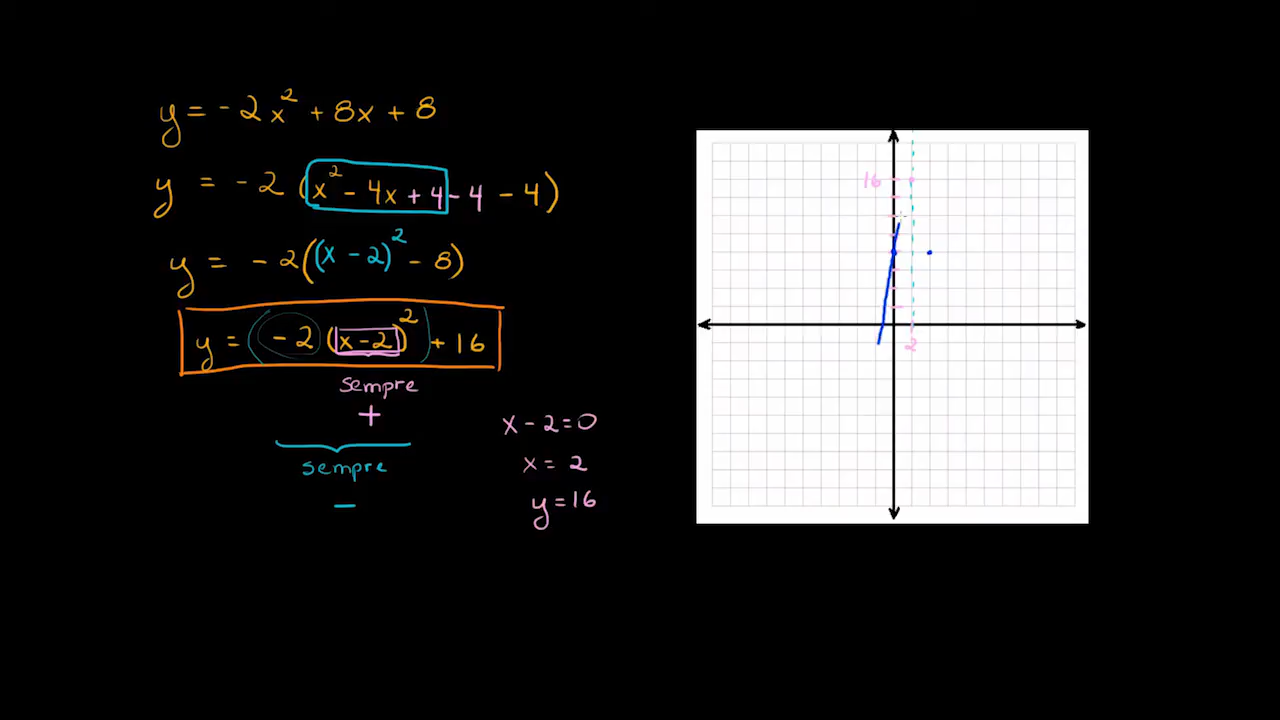 y = -2x² + 8x + 8
y = -2 (x² - 4x + 4 - 4 - 4)
y = -2((x - 2)² - 8)
y = (-2 (x-2)²) + 16
sempre
+
sempre
-
x - 2 = 0
x = 2
y = 16
16
2